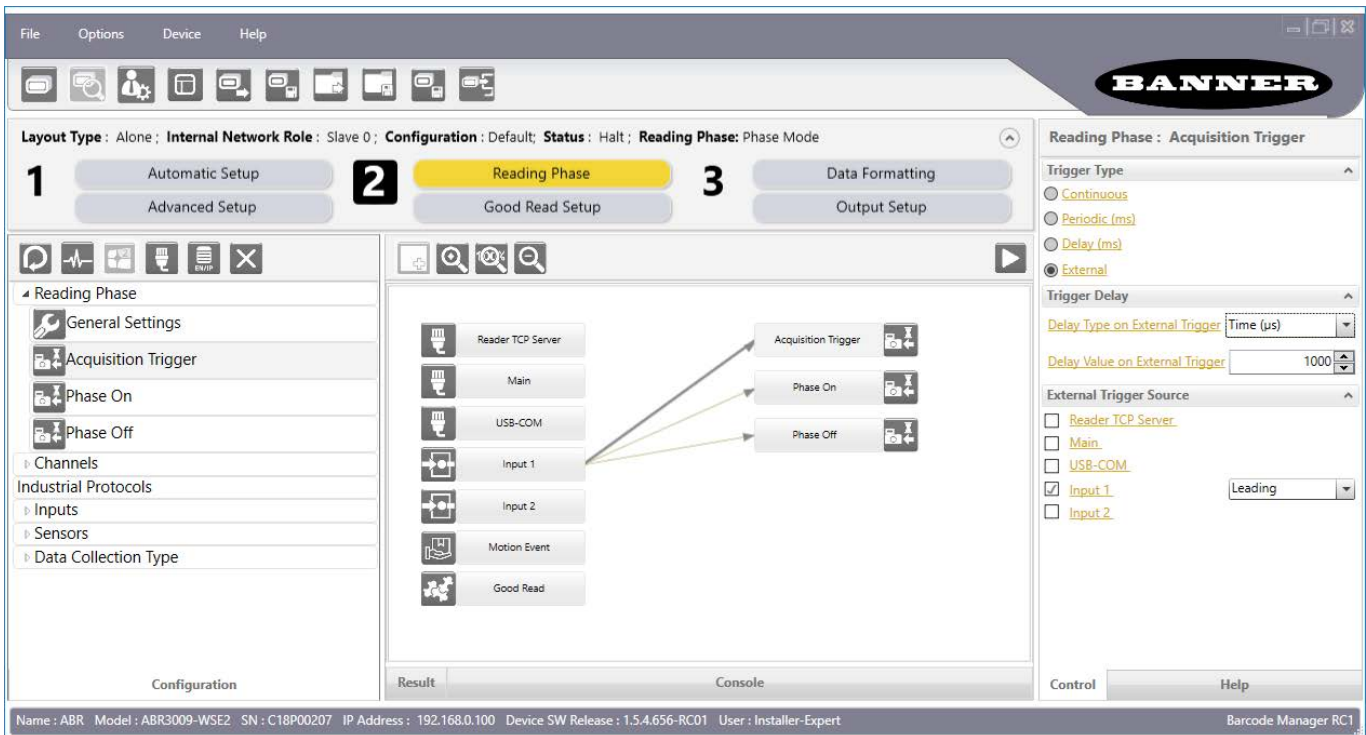 File Options Device Help
BANNER
Layout Type : Alone ; Internal Network Role : Slave 0 ; Configuration : Default; Status : Halt ; Reading Phase: Phase Mode
1 Automatic Setup
Advanced Setup
2 Reading Phase
Good Read Setup
3 Data Formatting
Output Setup
EN/IP
Reading Phase
General Settings
Acquisition Trigger
Phase On
Phase Off
Channels
Industrial Protocols
Inputs
Sensors
Data Collection Type
Configuration
100%
Reader TCP Server
Main
USB-COM
Input 1
Input 2
Motion Event
Good Read
Acquisition Trigger
Phase On
Phase Off
Result Console
Reading Phase : Acquisition Trigger
Trigger Type
Continuous
Periodic (ms)
Delay (ms)
External
Trigger Delay
Delay Type on External Trigger Time (µs)
Delay Value on External Trigger 1000
External Trigger Source
Reader TCP Server
Main
USB-COM
Input 1 Leading
Input 2
Control Help
Name : ABR Model : ABR3009-WSE2 SN : C18P00207 IP Address : 192.168.0.100 Device SW Release : 1.5.4.656-RC01 User : Installer-Expert Barcode Manager RC1